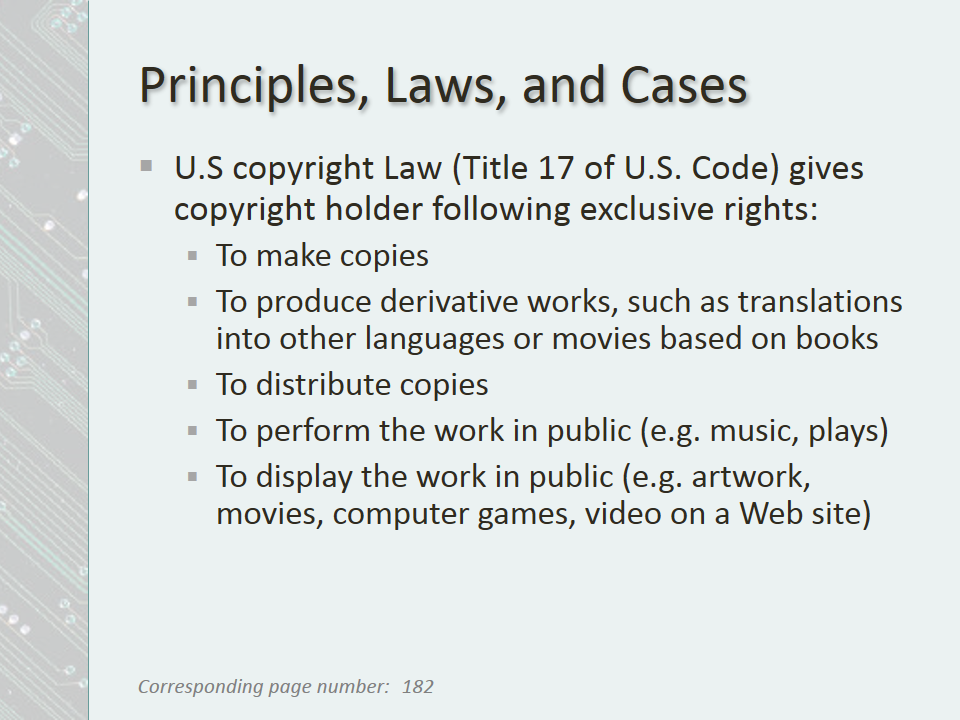 Principles, Laws, and Cases
▪ U.S copyright Law (Title 17 of U.S. Code) gives
copyright holder following exclusive rights:
▪ To make copies
▪ To produce derivative works, such as translations
into other languages or movies based on books
▪ To distribute copies
▪ To perform the work in public (e.g. music, plays)
▪ To display the work in public (e.g. artwork,
movies, computer games, video on a Web site)
Corresponding page number: 182